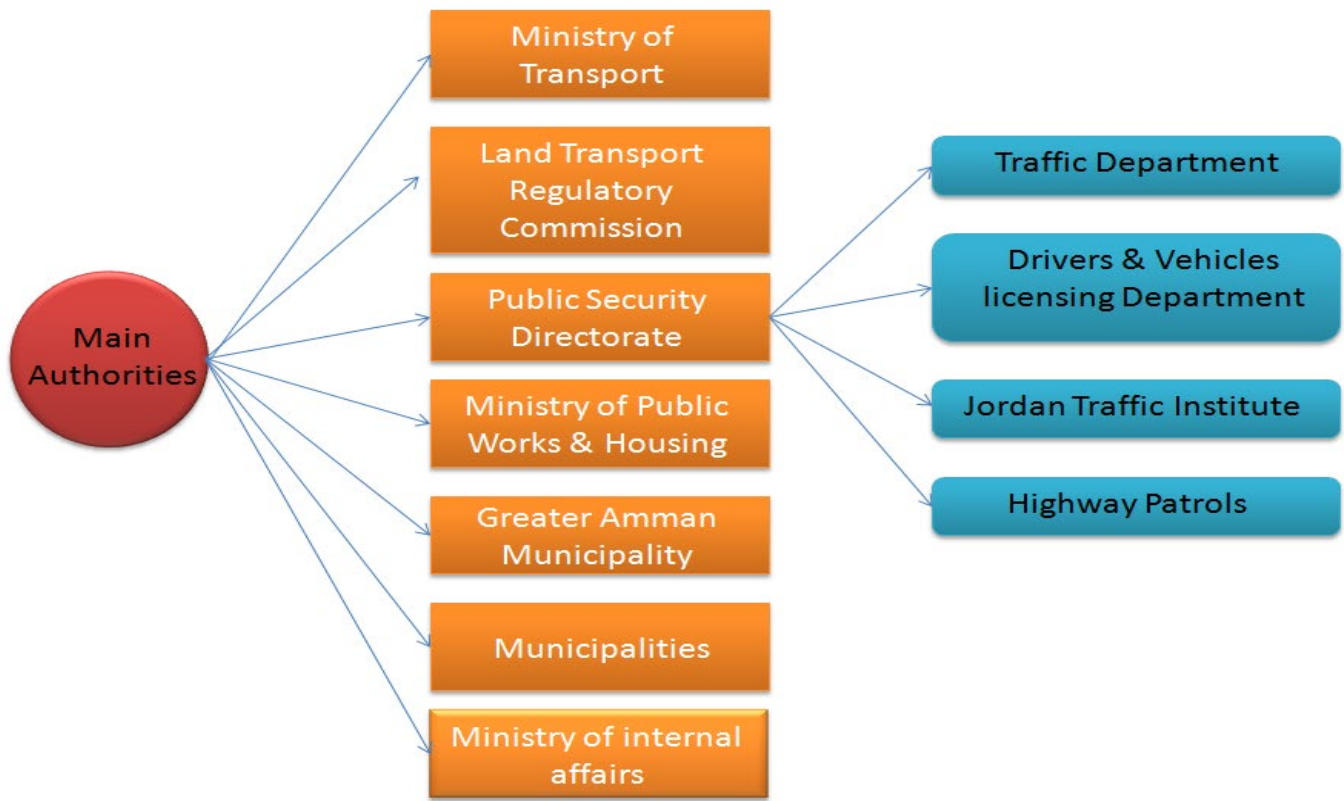 Main
Authorities
Ministry of
Transport
Land Transport
Regulatory
Commission
Public Security
Directorate
Ministry of Public
Works & Housing
Greater Amman
Municipality
Municipalities
Ministry of internal
affairs
Traffic Department
Drivers & Vehicles
licensing Department
Jordan Traffic Institute
Highway Patrols